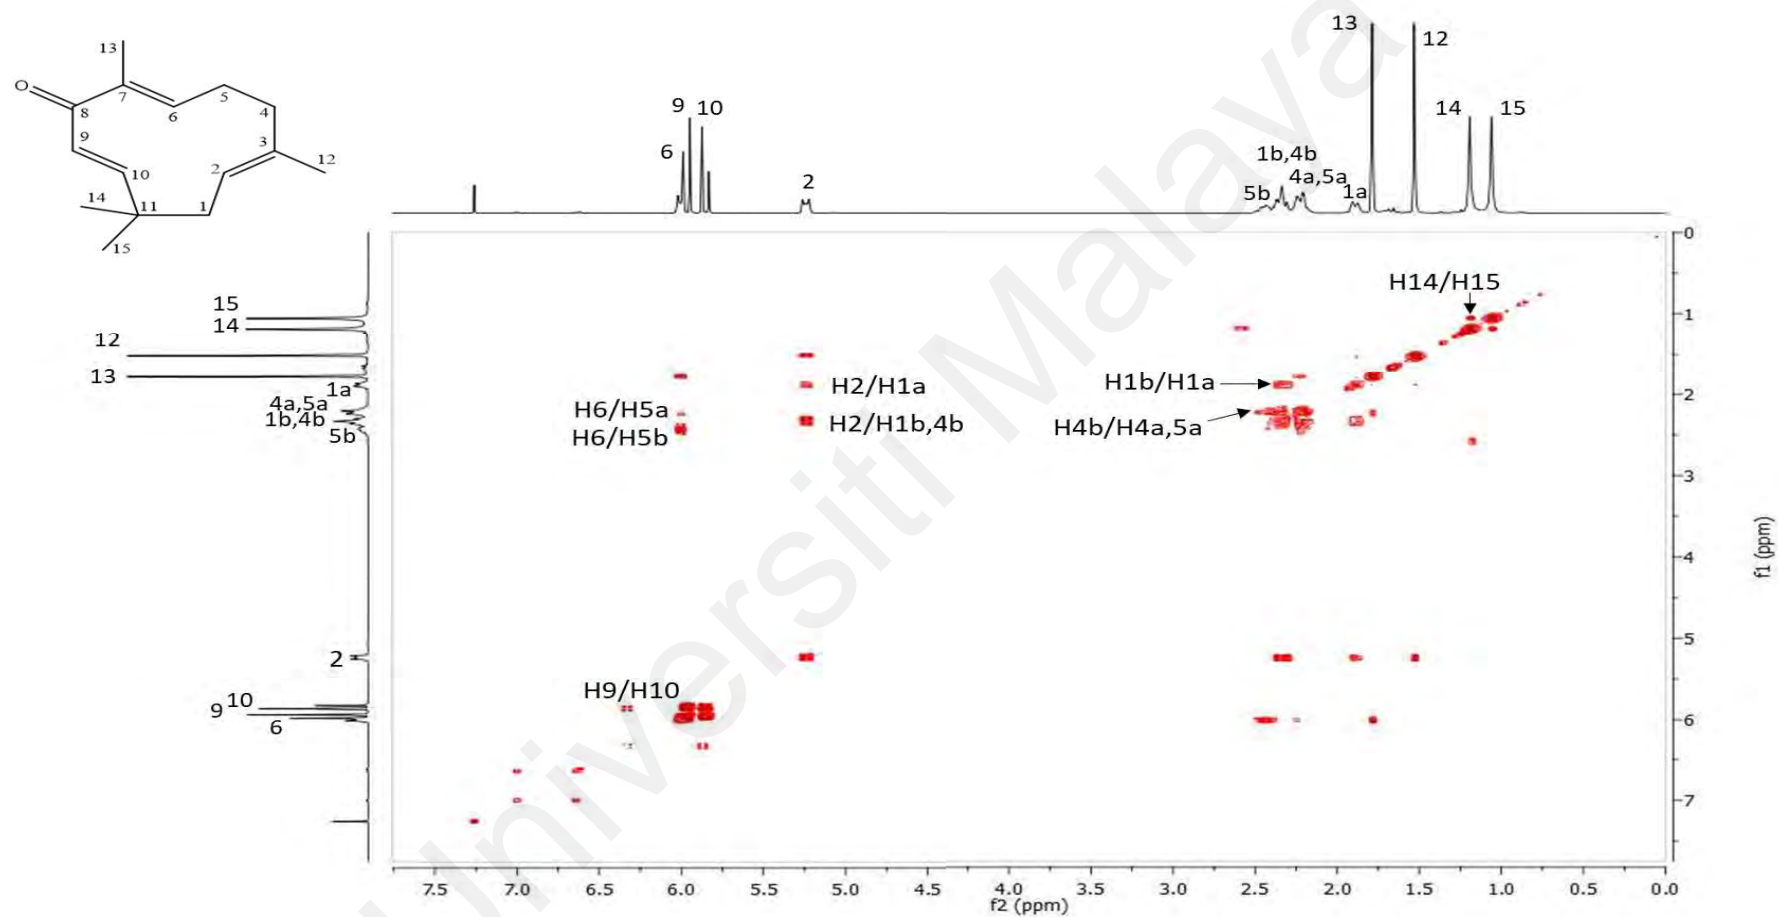 13
O
8
7
6
5
4
9
3
2
12
10
14
11
1
15
13
12
9 10
14
15
6
1b,4b
2
4a,5a
5b
1a
0
H14/H15
15
1
14
12
H1b/H1a
13
1a
H2/H1a
2
4a,5a
H6/H5a
1b,4b
H2/H1b,4b
H4b/H4a,5a
5b
H6/H5b
3
4
f1 (ppm)
5
2
H9/H10
10
9
6
6
7
7.5 7.0 6.5 6.0 5.5 5.0 4.5 4.0 3.5 3.0 2.5 2.0 1.5 1.0 0.5 0.0
f2 (ppm)
Universiti Malaya